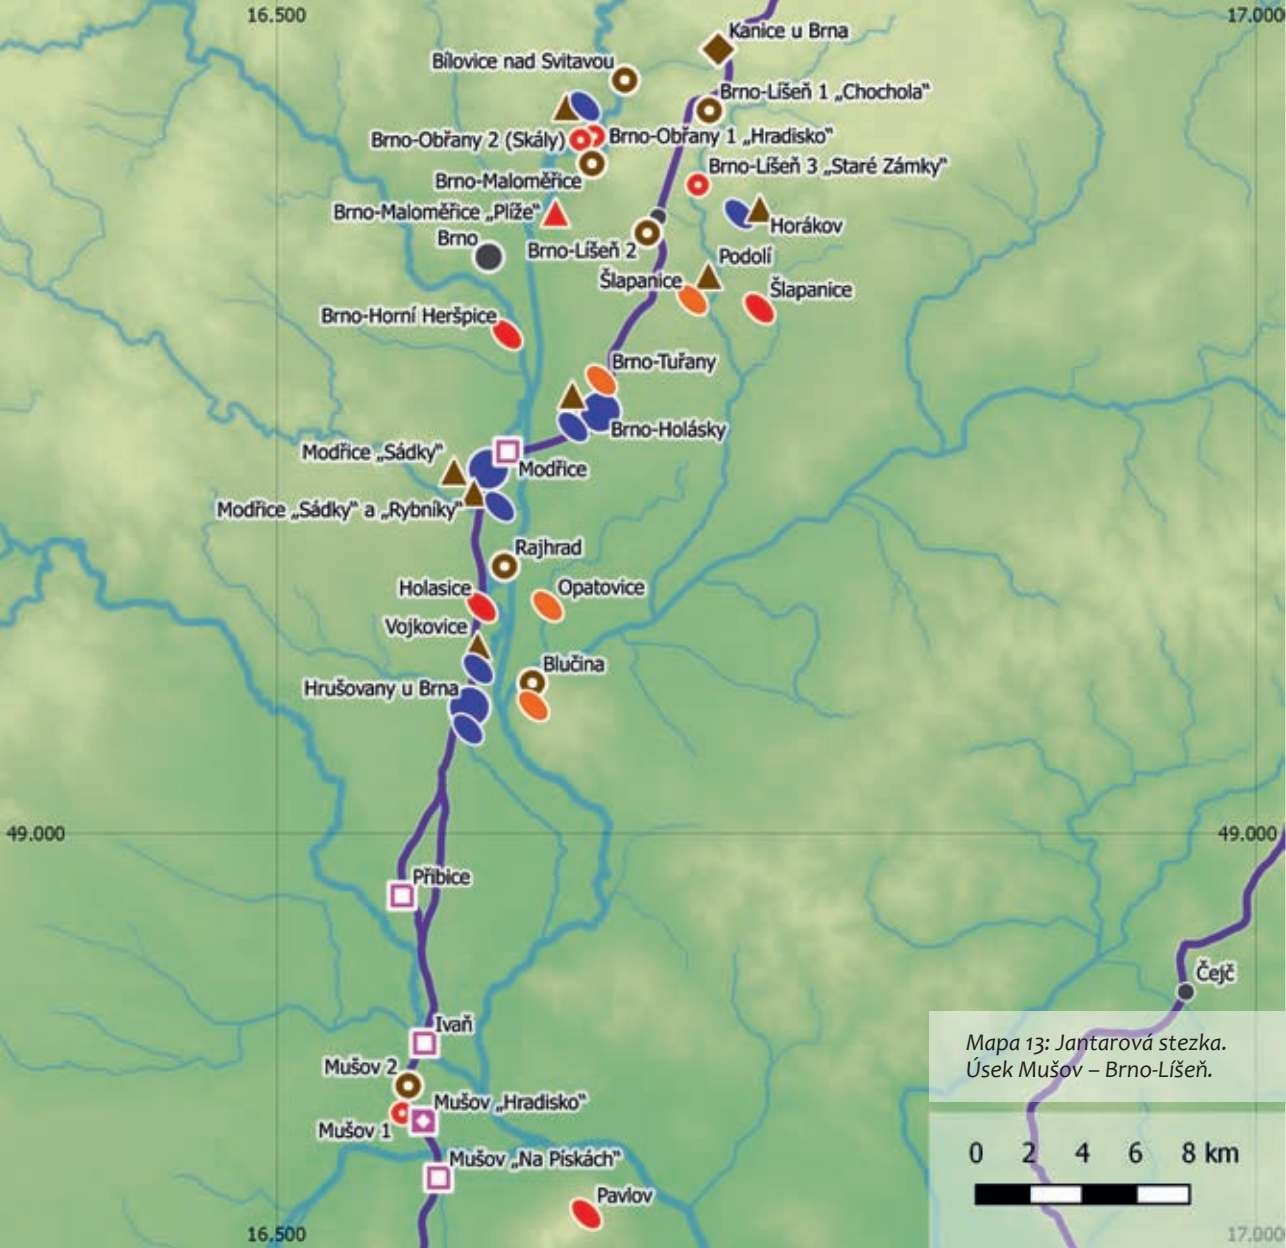 16.500
17.000
Kanice u Brna
Bílovice nad Svitavou
Brno-Líšeň 1 „Chochola“
Brno-Obřany 2 (Skály)
Brno-Obřany 1 „Hradisko“
Brno-Líšeň 3 „Staré Zámky“
Brno-Maloměřice
Brno-Maloměřice „Plíže“
Horákov
Brno
Brno-Líšeň 2
Podolí
Šlapanice
Šlapanice
Brno-Horní Heršpice
Brno-Tuřany
Brno-Holásky
Modřice „Sádky“
Modřice
Modřice „Sádky“ a „Rybníky“
Rajhrad
Holasice
Opatovice
Vojkovice
Blučina
Hrušovany u Brna
49.000
49.000
Přibice
Čejč
Ivaň
Mapa 13: Jantarová stezka.
Úsek Mušov – Brno-Líšeň.
Mušov 2
Mušov „Hradisko“
Mušov 1
Mušov „Na Pískách“
0 2 4 6 8 km
Pavlov
16.500
17.000